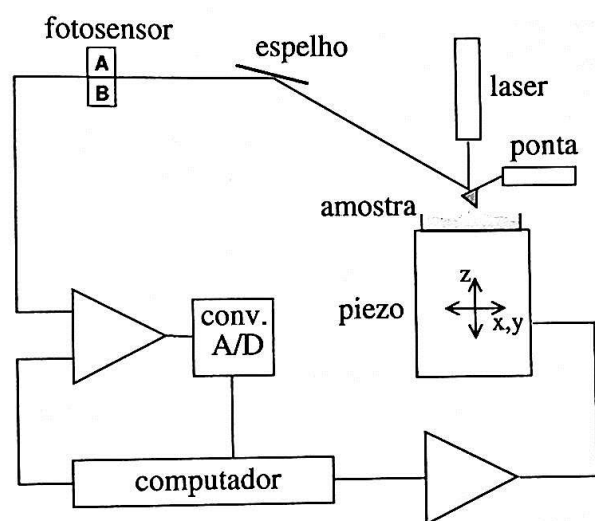 fotosensor
A
B
espelho
laser
ponta
amostra
piezo
z
x,y
conv.
A/D
computador